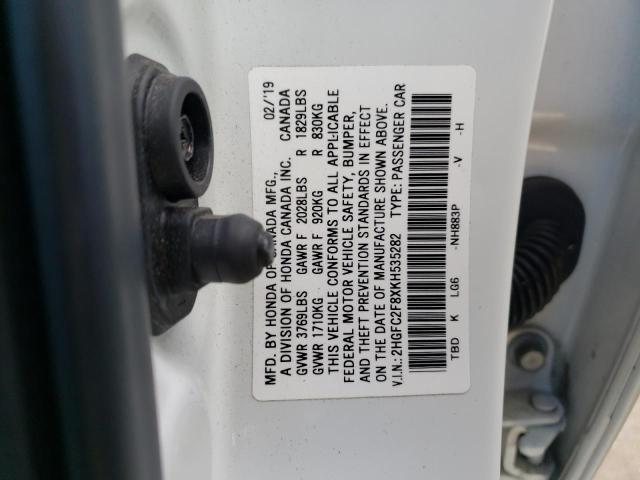 MFD. BY HONDA OF CANADA MFG., 02/'19
A DIVISION OF HONDA CANADA INC. CANADA
GVWR 3769LBS GAWR F 2028LBS R 1829LBS
GVWR 1710KG GAWR F 920KG R 830KG
THIS VEHICLE CONFORMS TO ALL APPLICABLE
FEDERAL MOTOR VEHICLE SAFETY, BUMPER,
AND THEFT PREVENTION STANDARDS IN EFFECT
ON THE DATE OF MANUFACTURE SHOWN ABOVE.
V.I.N.: 2HGFC2F8XKH535282 TYPE: PASSENGER CAR
TBD K LG6 -NH883P -V -H